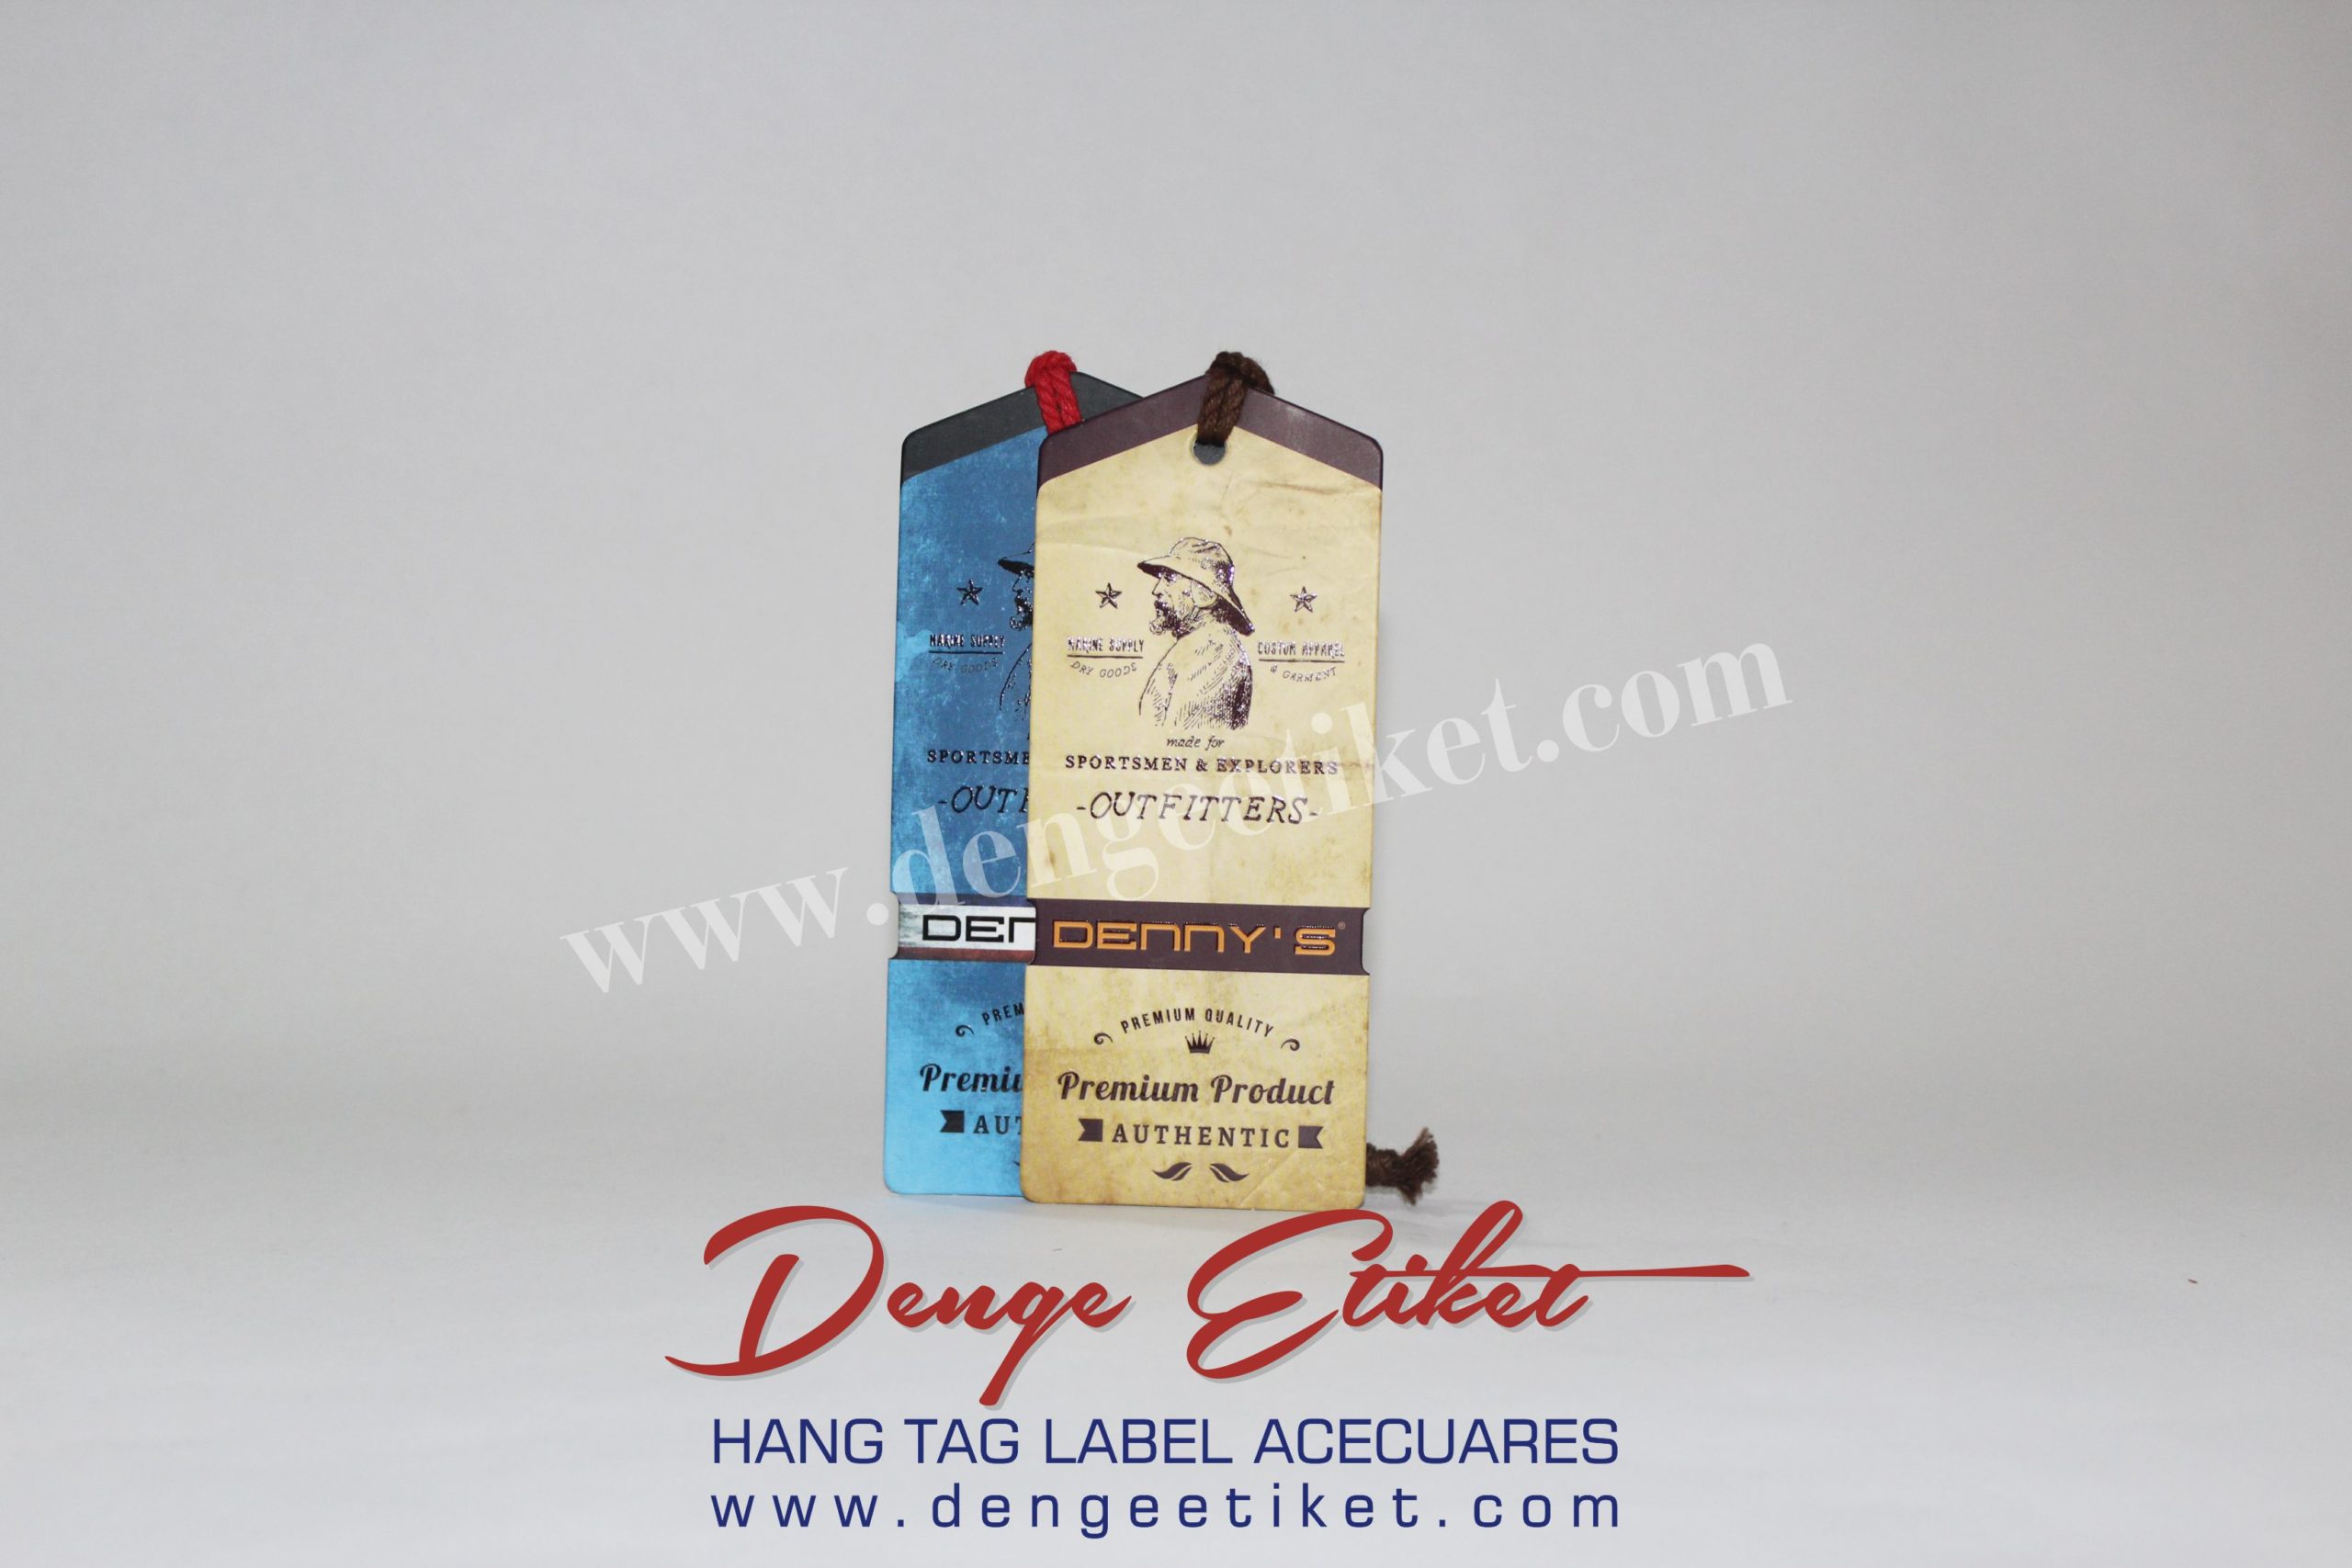 MARINE SUPPLY
DRY GOODS
SPORTSME
-OUTF
DEN
PREM
Premiu
AUT
MARINE SUPPLY
DRY GOODS
CUSTOM APPAREL
& GARMENT
made for
SPORTSMEN & EXPLORERS
-OUTFITTERS-
DENNY'S®
PREMIUM QUALITY
Premium Product
AUTHENTIC
www.dengeetiket.com
Denge Etiket
HANG TAG LABEL ACECUARES
www.dengeetiket.com